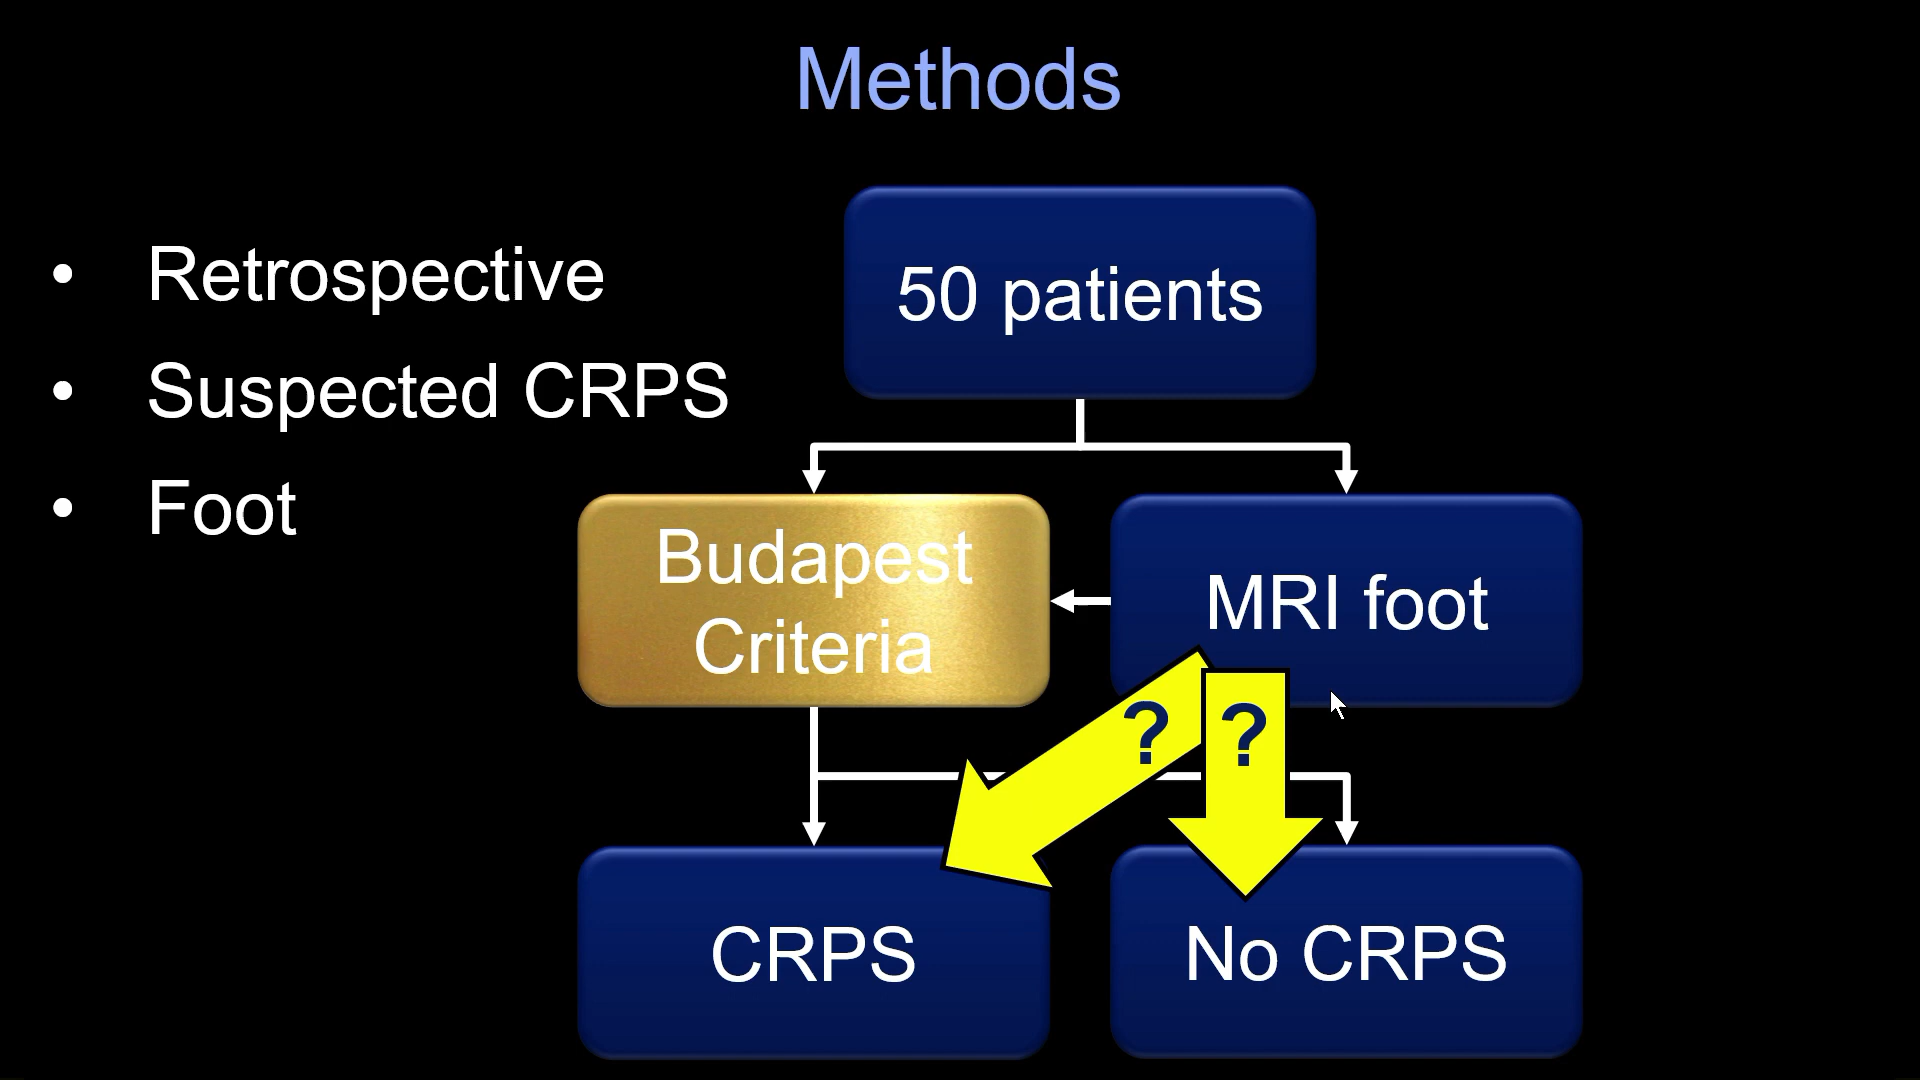 Methods
• Retrospective
• Suspected CRPS
• Foot
50 patients
Budapest
Criteria
MRI foot
? ?
CRPS
No CRPS